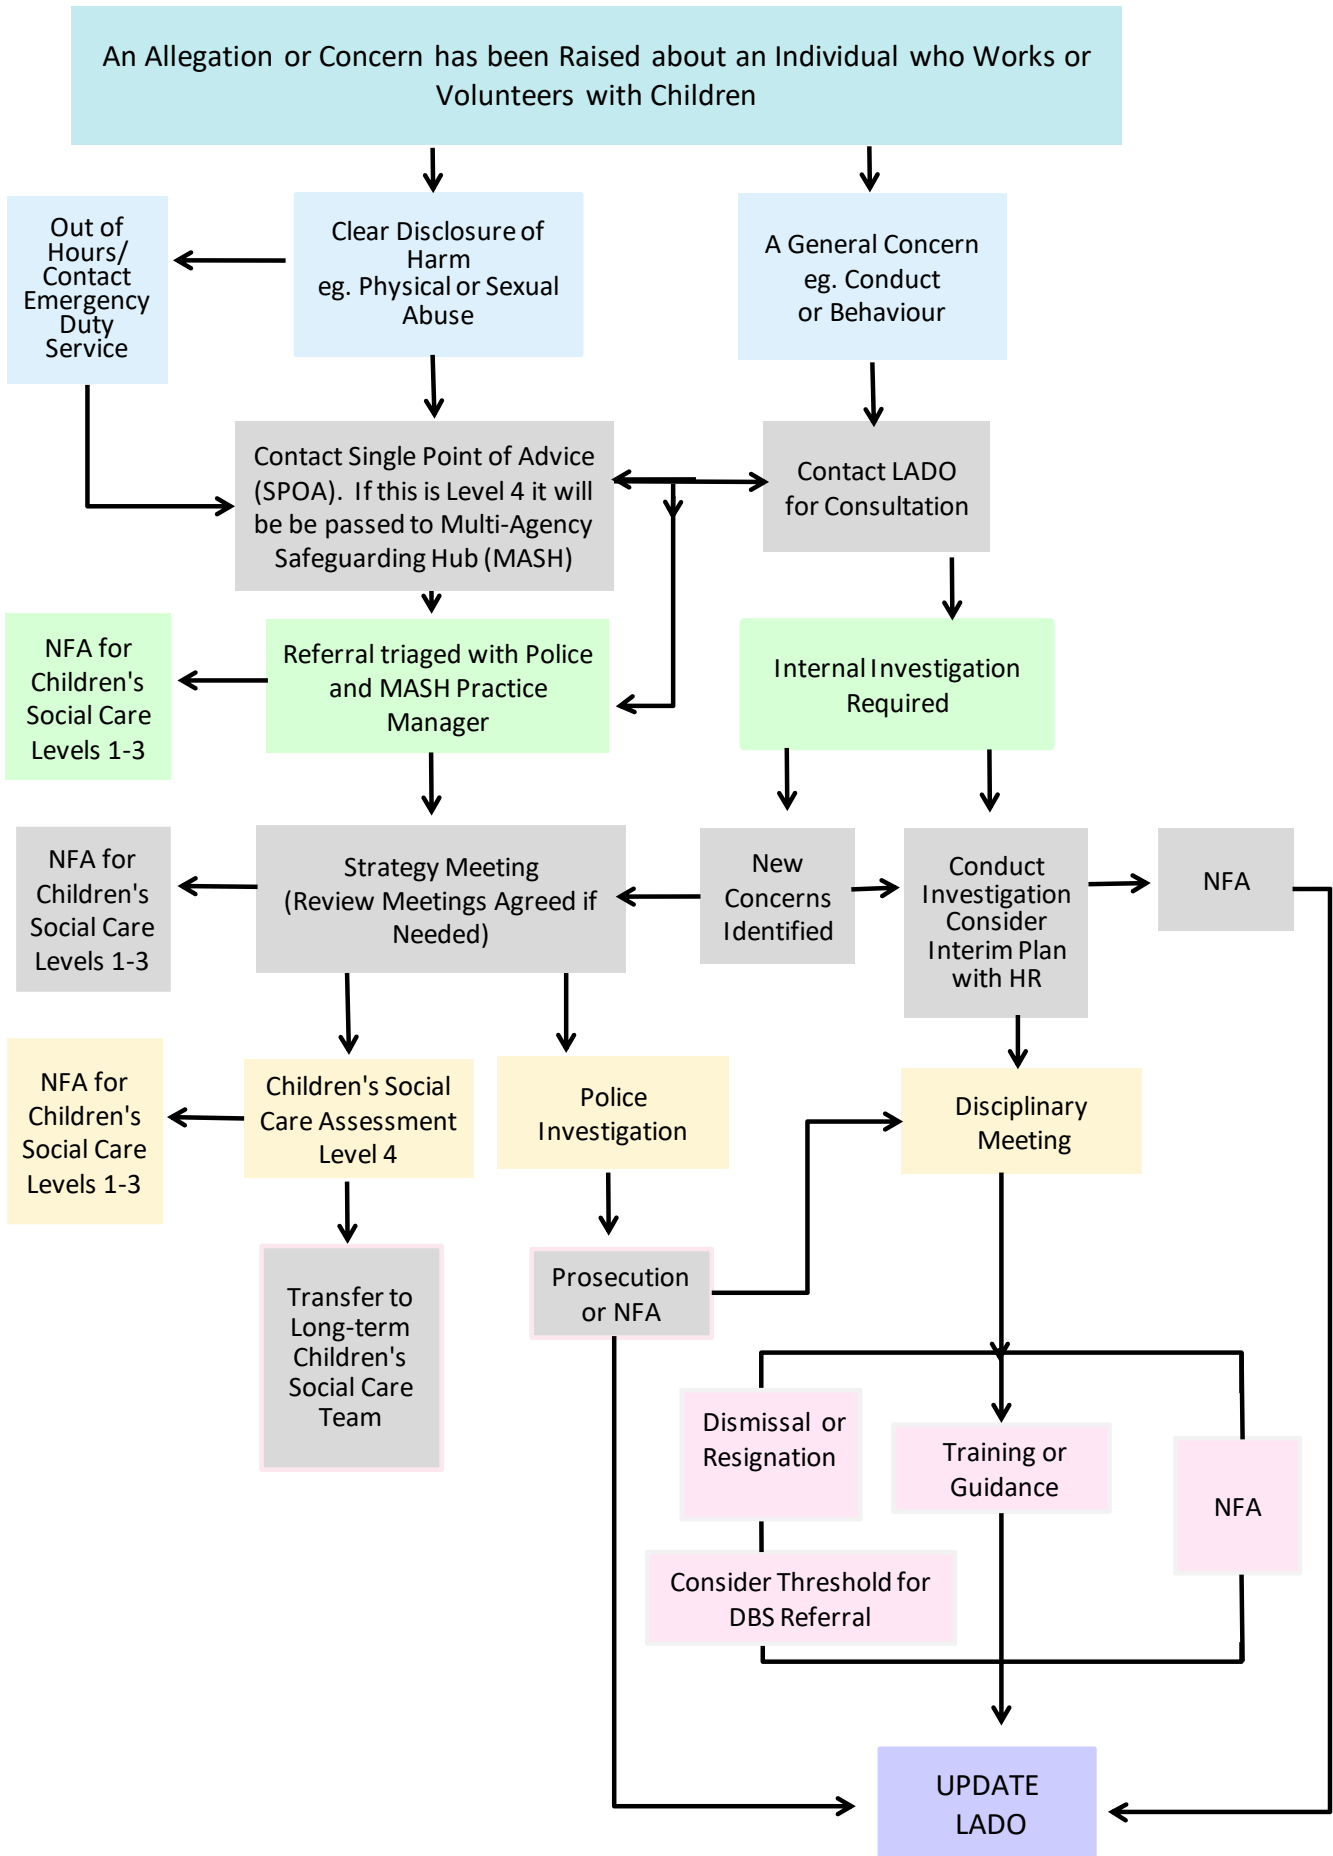 An Allegation or Concern has been Raised about an Individual who Works or
Volunteers with Children
Out of
Hours/
Contact
Emergency
Duty
Service
Clear Disclosure of
Harm
eg. Physical or Sexual
Abuse
A General Concern
eg. Conduct
or Behaviour
Contact Single Point of Advice
(SPOA). If this is Level 4 it will
be be passed to Multi-Agency
Safeguarding Hub (MASH)
Contact LADO
for Consultation
NFA for
Children's
Social Care
Levels 1-3
Referral triaged with Police
and MASH Practice
Manager
Internal Investigation
Required
NFA for
Children's
Social Care
Levels 1-3
Strategy Meeting
(Review Meetings Agreed if
Needed)
New
Concerns
Identified
Conduct
Investigation
Consider
Interim Plan
with HR
NFA
NFA for
Children's
Social Care
Levels 1-3
Children's Social
Care Assessment
Level 4
Police
Investigation
Disciplinary
Meeting
Transfer to
Long-term
Children's
Social Care
Team
Prosecution
or NFA
Dismissal or
Resignation
Training or
Guidance
NFA
Consider Threshold for
DBS Referral
UPDATE
LADO